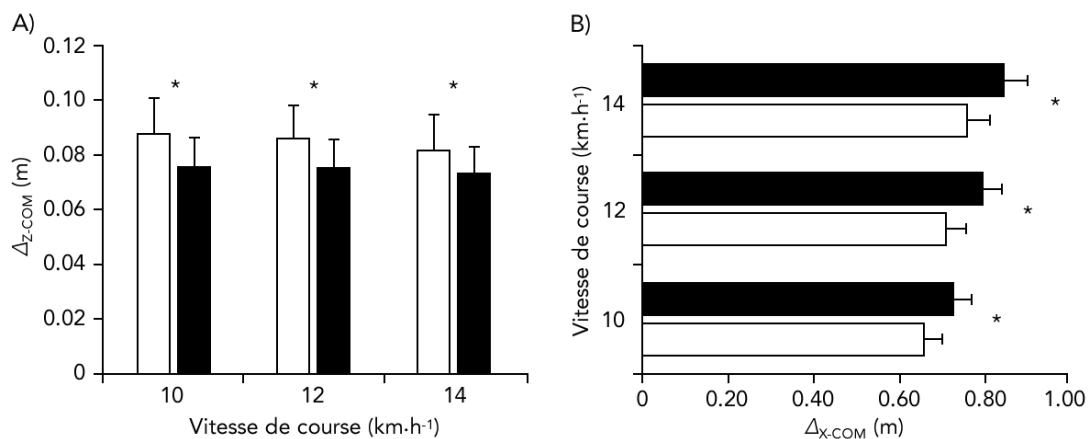 A)
0.12
0.10
0.08
0.06
0.04
0.02
0
Δz-COM (m)
* * *
10 12 14
Vitesse de course (km·h-1)
B)
Vitesse de course (km·h-1)
14
12
10
*
*
*
0 0.20 0.40 0.60 0.80 1.00
Δx-COM (m)